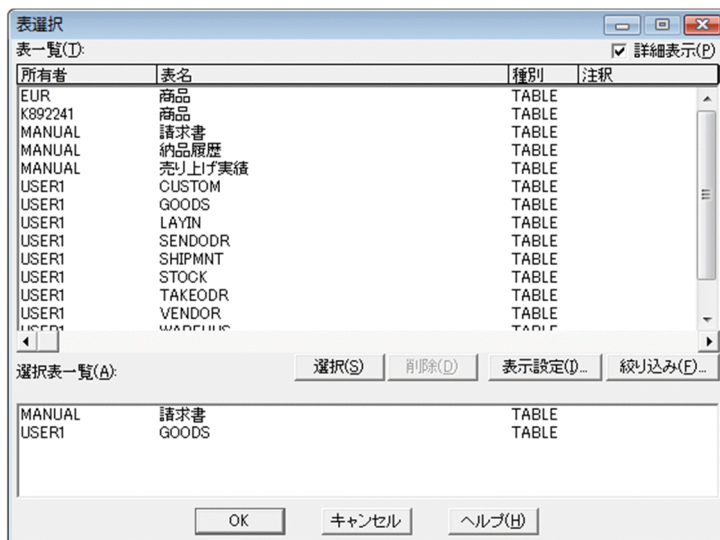 表選択
表一覧(T):
詳細表示(P)
所有者 表名 種別 注釈
EUR 商品 TABLE
K892241 商品 TABLE
MANUAL 請求書 TABLE
MANUAL 納品履歴 TABLE
MANUAL 売り上げ実績 TABLE
USER1 CUSTOM TABLE
USER1 GOODS TABLE
USER1 LAYIN TABLE
USER1 SENDODR TABLE
USER1 SHIPMNT TABLE
USER1 STOCK TABLE
USER1 TAKEODR TABLE
USER1 VENDOR TABLE
選択表一覧(A):
選択(S) 削除(D) 表示設定(I)... 絞り込み(F)...
MANUAL 請求書 TABLE
USER1 GOODS TABLE
OK キャンセル ヘルプ(H)